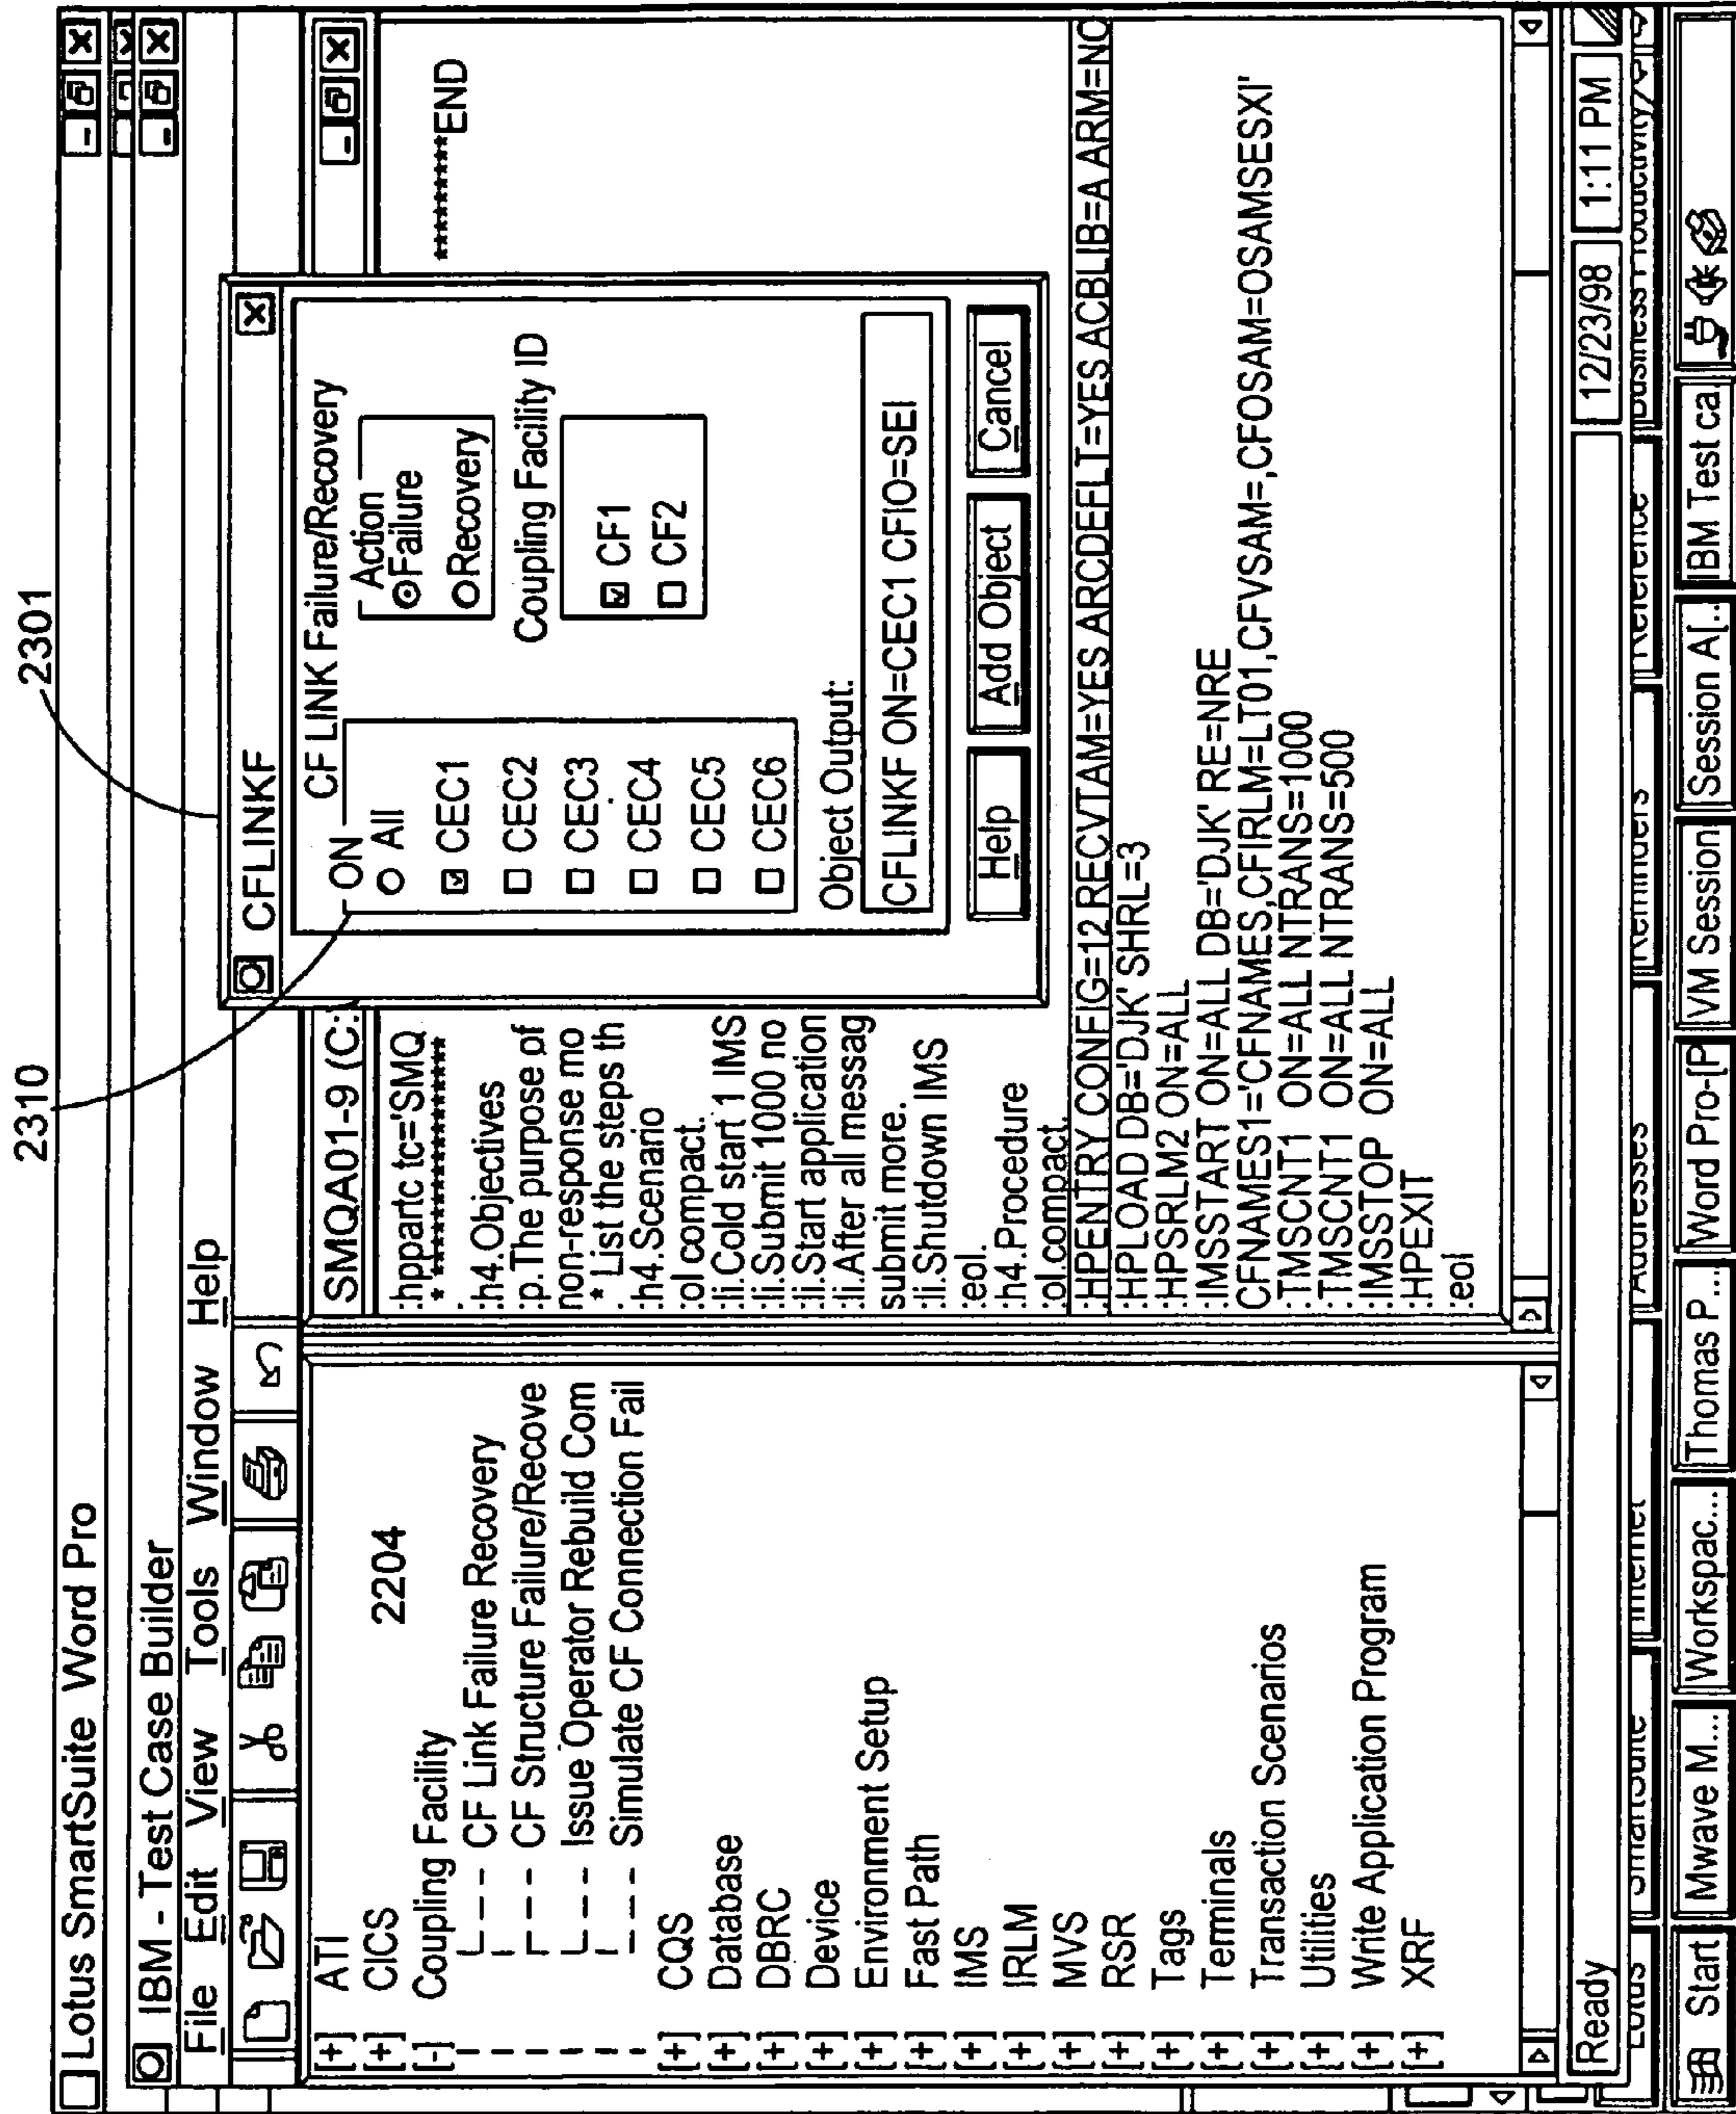 2310
2301
Lotus SmartSuite Word Pro
IBM - Test Case Builder
File Edit View Tools Window Help
[+] ATI
[+] CICS
2204
[-] Coupling Facility
CF Link Failure Recovery
CF Structure Failure/Recove
Issue Operator Rebuild Com
Simulate CF Connection Fail
[+] CQS
[+] Database
[+] DBRC
[+] Device
[+] Environment Setup
[+] Fast Path
[+] IMS
[+] IRLM
[+] MVS
[+] RSR
[+] Tags
[+] Terminals
[+] Transaction Scenarios
[+] Utilities
[+] Write Application Program
[+] XRF
SMQA01-9 (C:
:hppartc tc='SMQ
.* ******************
*********END
:h4.Objectives
:p.The purpose of
non-response mo
.* List the steps th
:h4.Scenario
:ol compact.
:li.Cold start 1 IMS
:li.Submit 1000 no
:li.Start application
:li.After all messag
submit more.
:li.Shutdown IMS
:eol.
:h4.Procedure
:ol.compact.
:HPENTRY CONFIG=12 RECVTAM=YES ARCDEFLT=YES ACBLIB=A ARM=NO
:HPLOAD DB='DJK' SHRL=3
:HPSRLM2 ON=ALL
:IMSSTART ON=ALL DB='DJK' RE=NRE
CFNAMES1='CFNAMES,CFIRLM=LT01,CFVSAM=,CFOSAM=OSAMSESXI'
:TMSCNT1 ON=ALL NTRANS=1000
:TMSCNT1 ON=ALL NTRANS=500
:IMSSTOP ON=ALL
:HPEXIT
:eol
CFLINKF
CF LINK Failure/Recovery
ON
All
CEC1
CEC2
CEC3
CEC4
CEC5
CEC6
Action
Failure
Recovery
Coupling Facility ID
CF1
CF2
Object Output:
CFLINKF ON=CEC1 CFIO=SEI
Help Add Object Cancel
Ready 12/23/98 1:11 PM
Lotus SmartSuite Internet Addresses Reminders Reference Business Productivity
Start Mwave M... Workspac... Thomas P... Word Pro-[P VM Session Session A[.. IBM Test ca